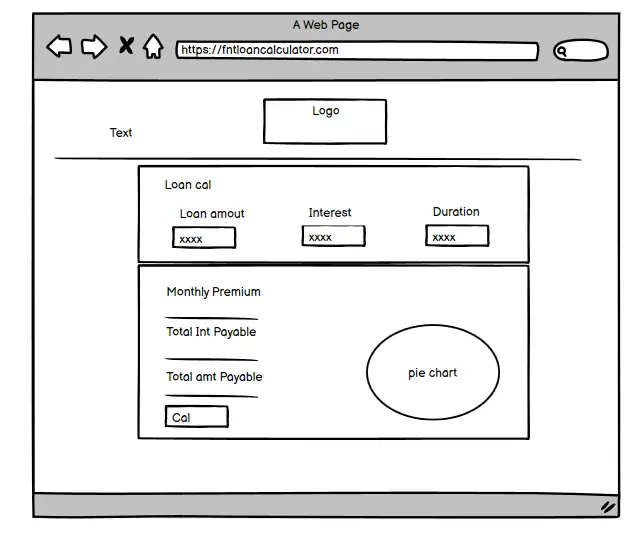 A Web Page
https://fntloancalculator.com
Logo
Text
Loan cal
Loan amout Interest Duration
xxxx xxxx xxxx
Monthly Premium
Total Int Payable
pie chart
Total amt Payable
Cal